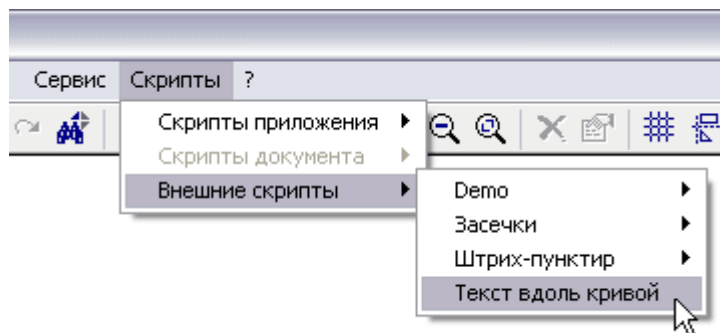 Сервис Скрипты ?
Скрипты приложения
Скрипты документа
Внешние скрипты
Demo
Засечки
Штрих-пунктир
Текст вдоль кривой